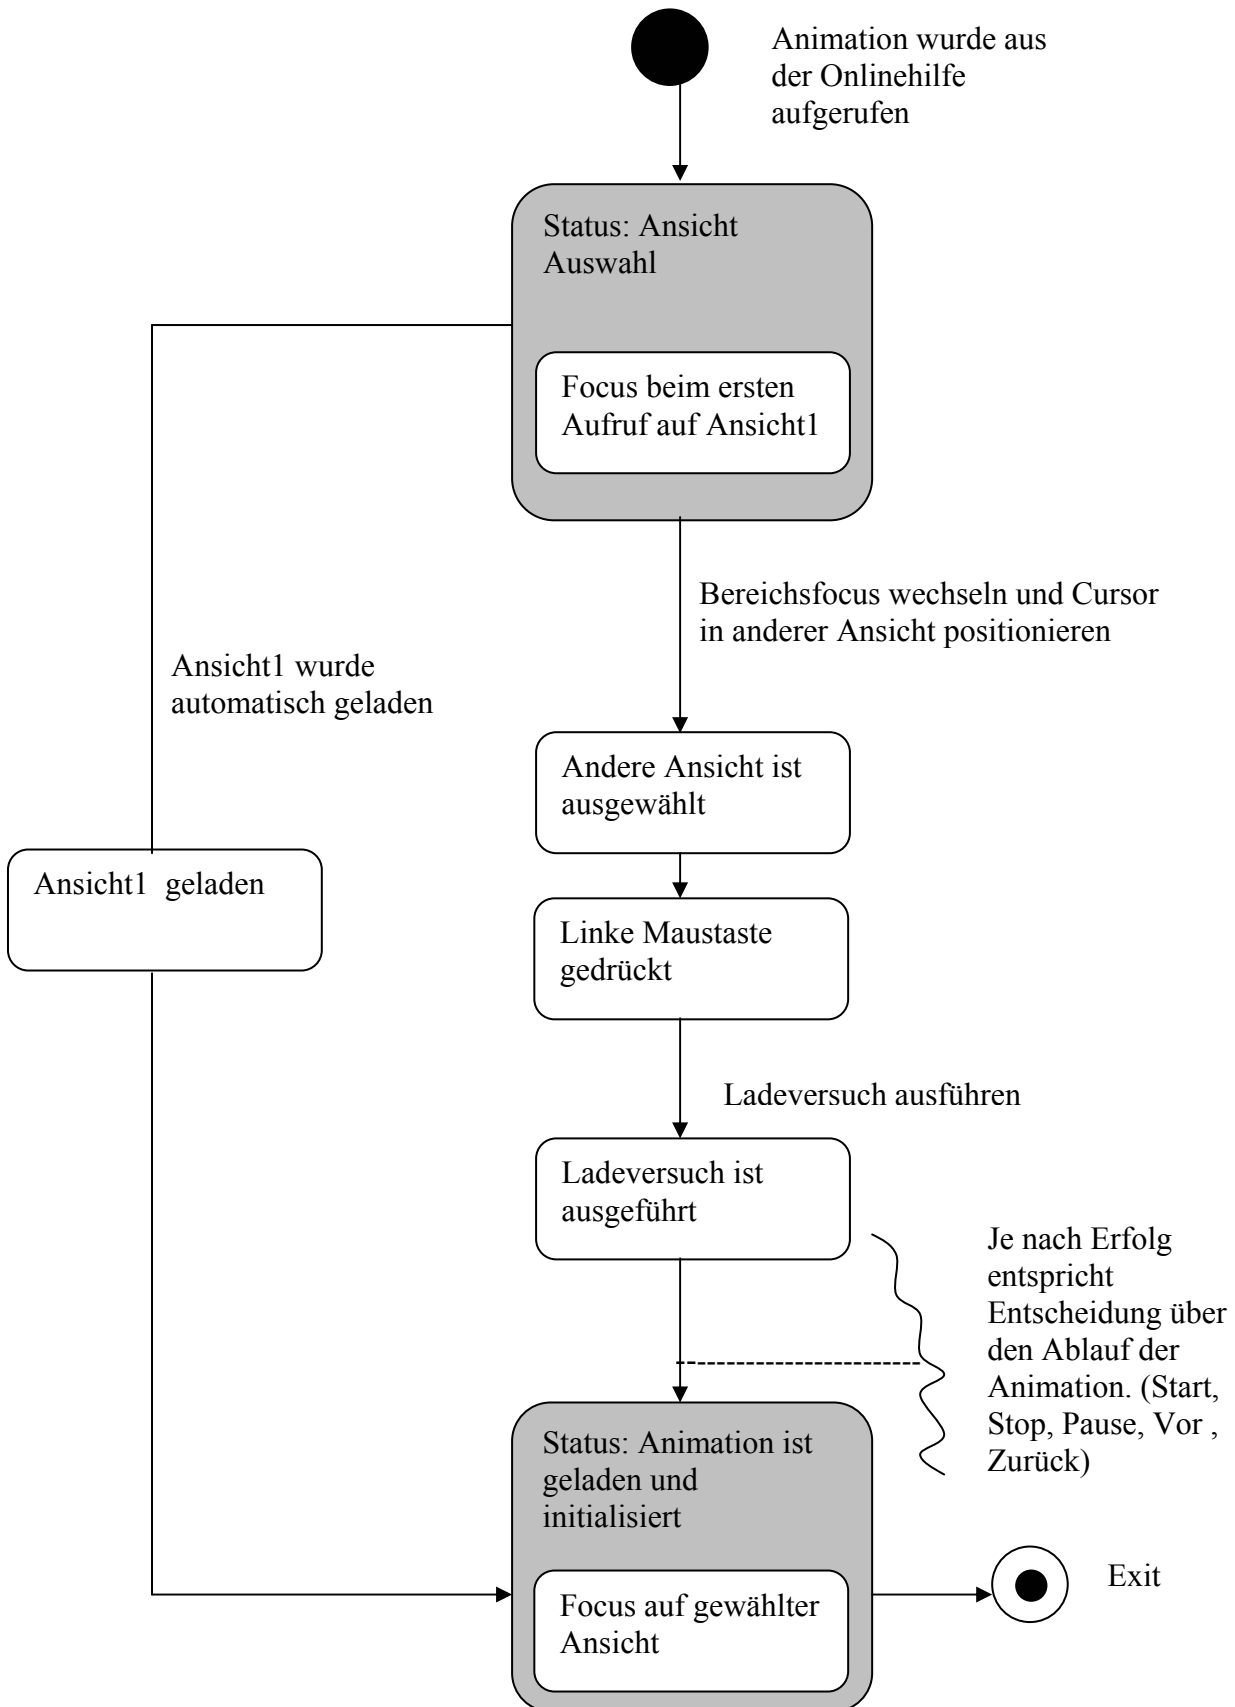 Animation wurde aus
der Onlinehilfe
aufgerufen
Status: Ansicht
Auswahl
Focus beim ersten
Aufruf auf Ansicht1
Bereichsfocus wechseln und Cursor
in anderer Ansicht positionieren
Ansicht1 wurde
automatisch geladen
Andere Ansicht ist
ausgewählt
Ansicht1 geladen
Linke Maustaste
gedrückt
Ladeversuch ausführen
Ladeversuch ist
ausgeführt
Je nach Erfolg
entspricht
Entscheidung über
den Ablauf der
Animation. (Start,
Stop, Pause, Vor ,
Zurück)
Status: Animation ist
geladen und
initialisiert
Focus auf gewählter
Ansicht
Exit